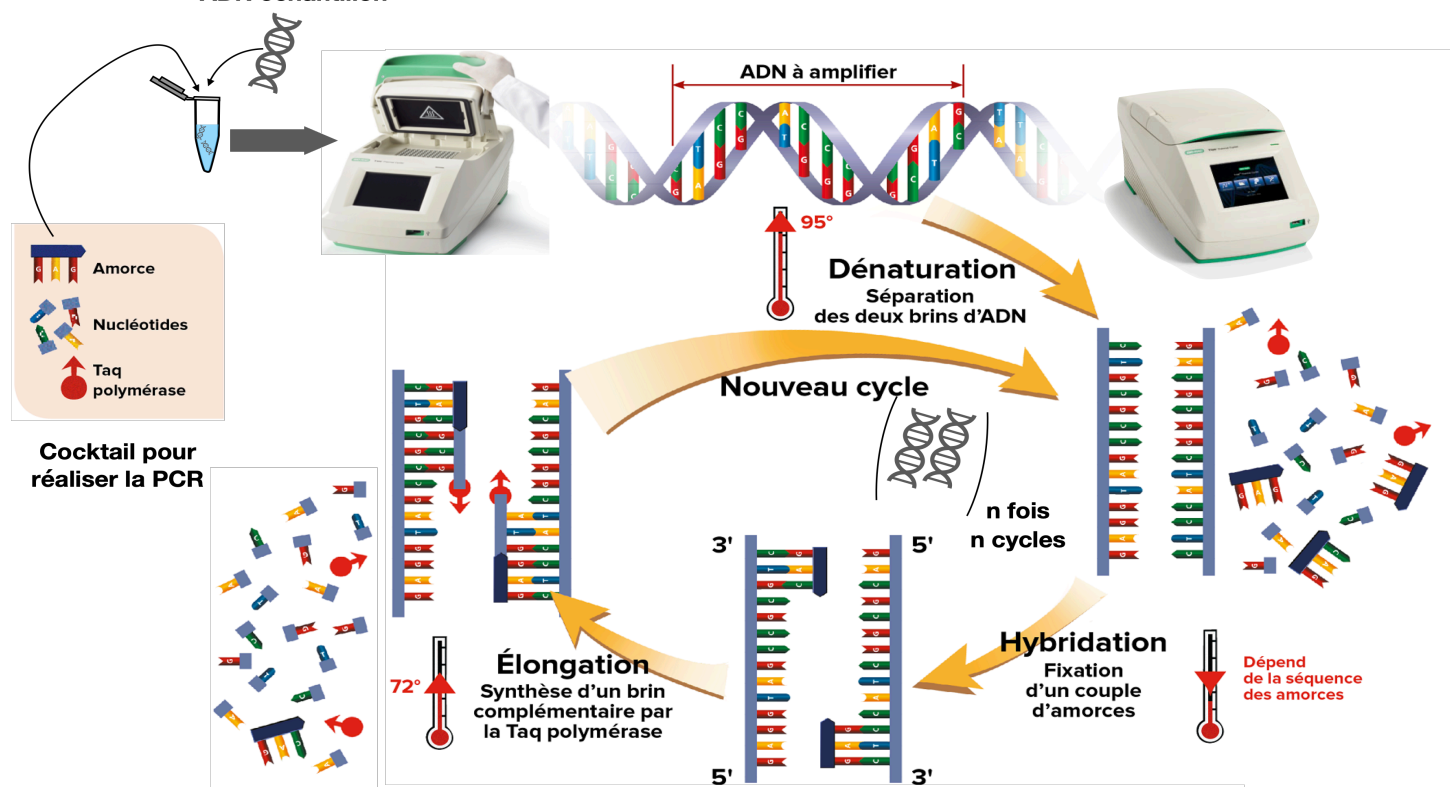 ADN échantillon
ADN à amplifier
95°
Dénaturation
Séparation
des deux brins d'ADN
Amorce
Nucléotides
Taq
polymérase
Cocktail pour
réaliser la PCR
Nouveau cycle
n fois
n cycles
3'
5'
Hybridation
Fixation
d'un couple
d'amorces
Dépend
de la séquence
des amorces
72°
Élongation
Synthèse d'un brin
complémentaire par
la Taq polymérase
5'
3'